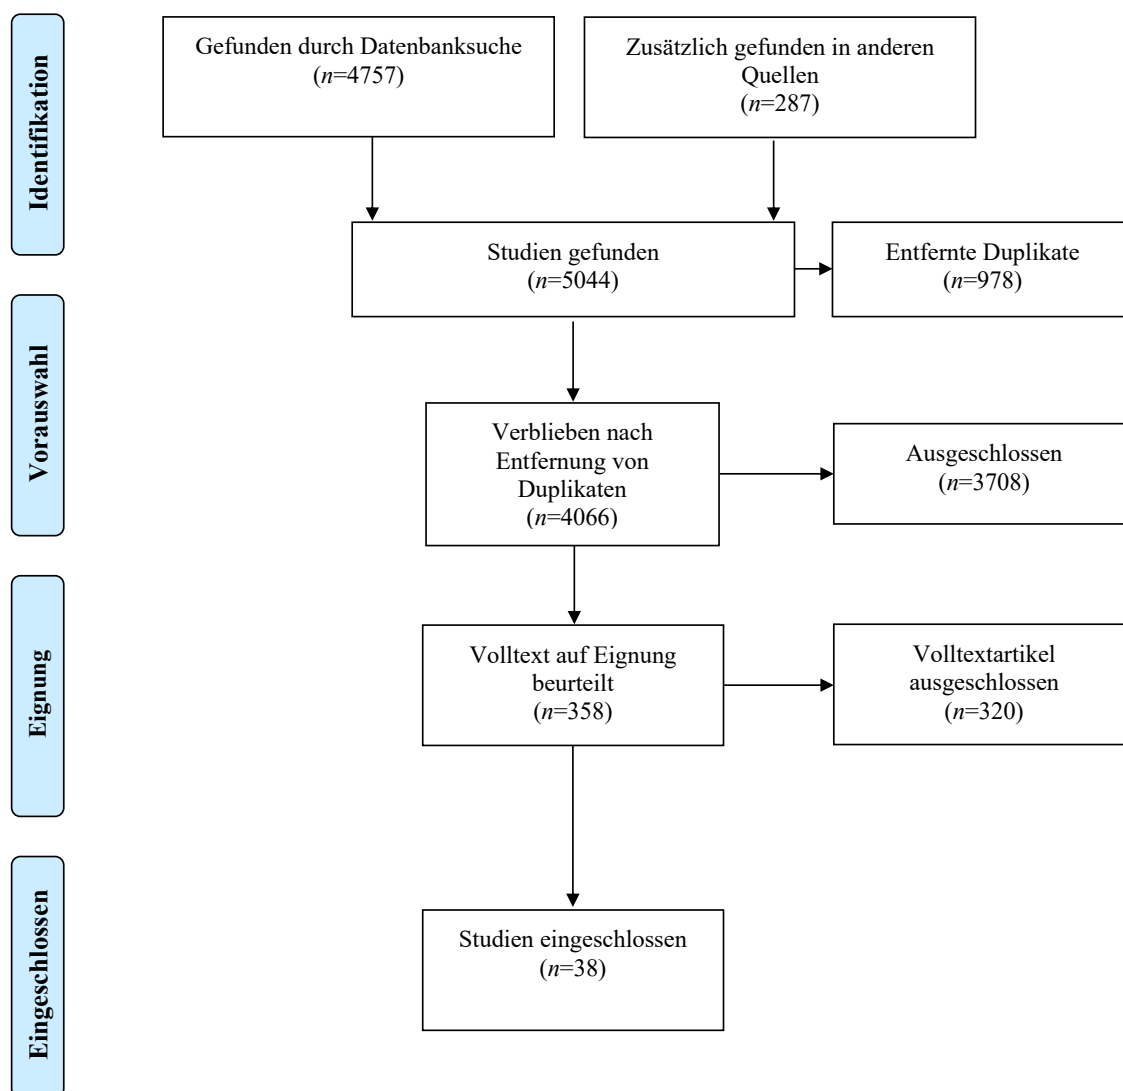 Identifikation
Gefunden durch Datenbanksuche
(n=4757)
Zusätzlich gefunden in anderen
Quellen
(n=287)
Studien gefunden
(n=5044)
Entfernte Duplikate
(n=978)
Vorauswahl
Verblieben nach
Entfernung von
Duplikaten
(n=4066)
Ausgeschlossen
(n=3708)
Eignung
Volltext auf Eignung
beurteilt
(n=358)
Volltextartikel
ausgeschlossen
(n=320)
Eingeschlossen
Studien eingeschlossen
(n=38)